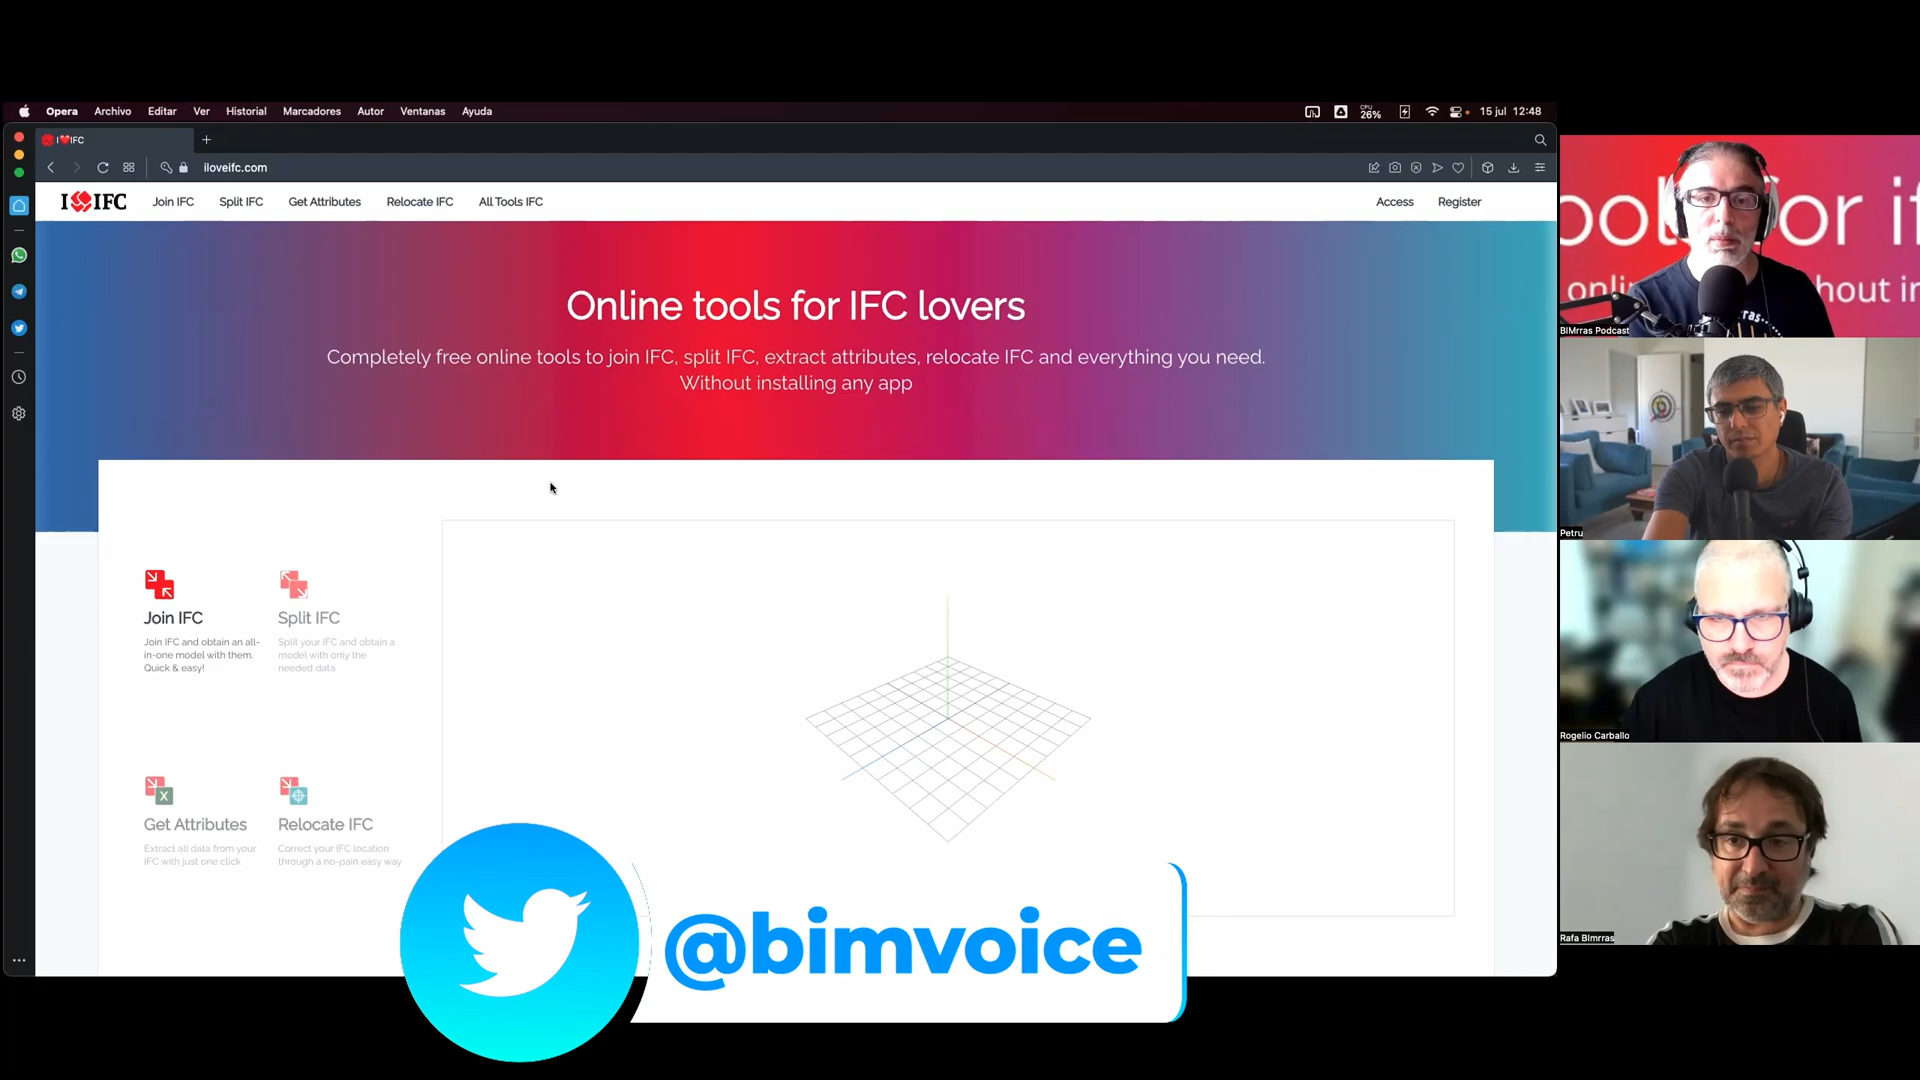 Opera Archivo Editar Ver Historial Marcadores Autor Ventanas Ayuda
CPU
26%
15 jul 12:48
I❤️IFC
iloveifc.com
I IFC
Join IFC Split IFC Get Attributes Relocate IFC All Tools IFC
Access Register
Online tools for IFC lovers
Completely free online tools to join IFC, split IFC, extract attributes, relocate IFC and everything you need.
Without installing any app
Join IFC
Join IFC and obtain an all-
in-one model with them.
Quick & easy!
Split IFC
Split your IFC and obtain a
model with only the
needed data
Get Attributes
Extract all data from your
IFC with just one click
Relocate IFC
Correct your IFC location
through a no-pain easy way
X
@bimvoice
BIMrras Podcast
Petru
Rogelio Carballo
Rafa BImrras